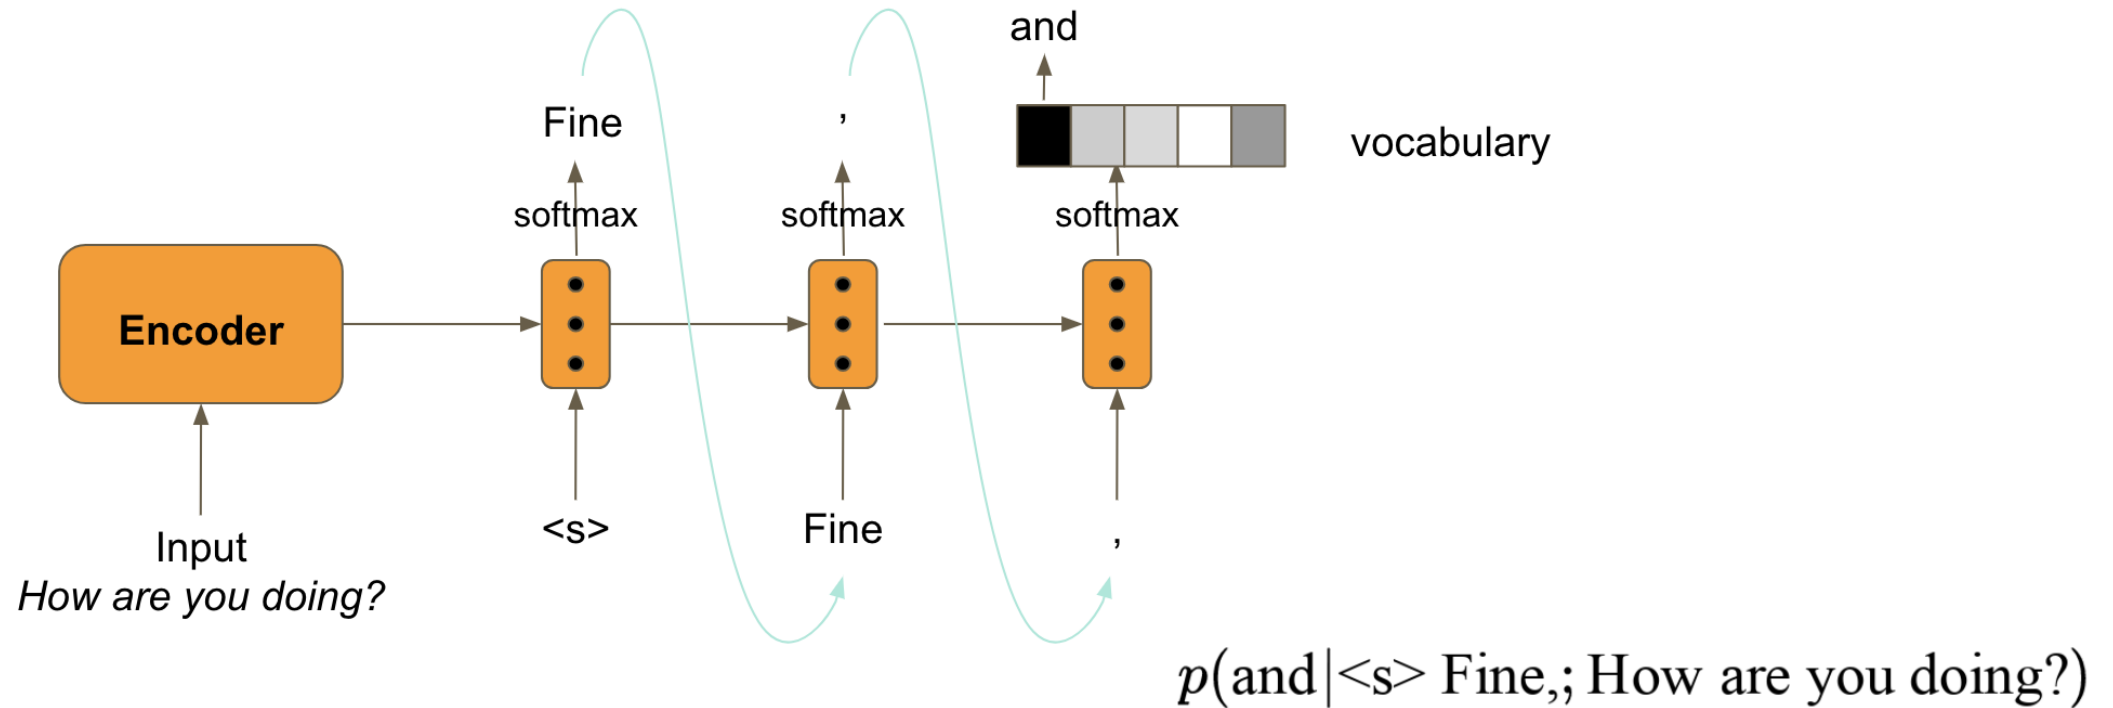 and
Fine
,
vocabulary
softmax
softmax
softmax
Encoder
<s>
Fine
,
Input
How are you doing?
p(and|<s> Fine,; How are you doing?)